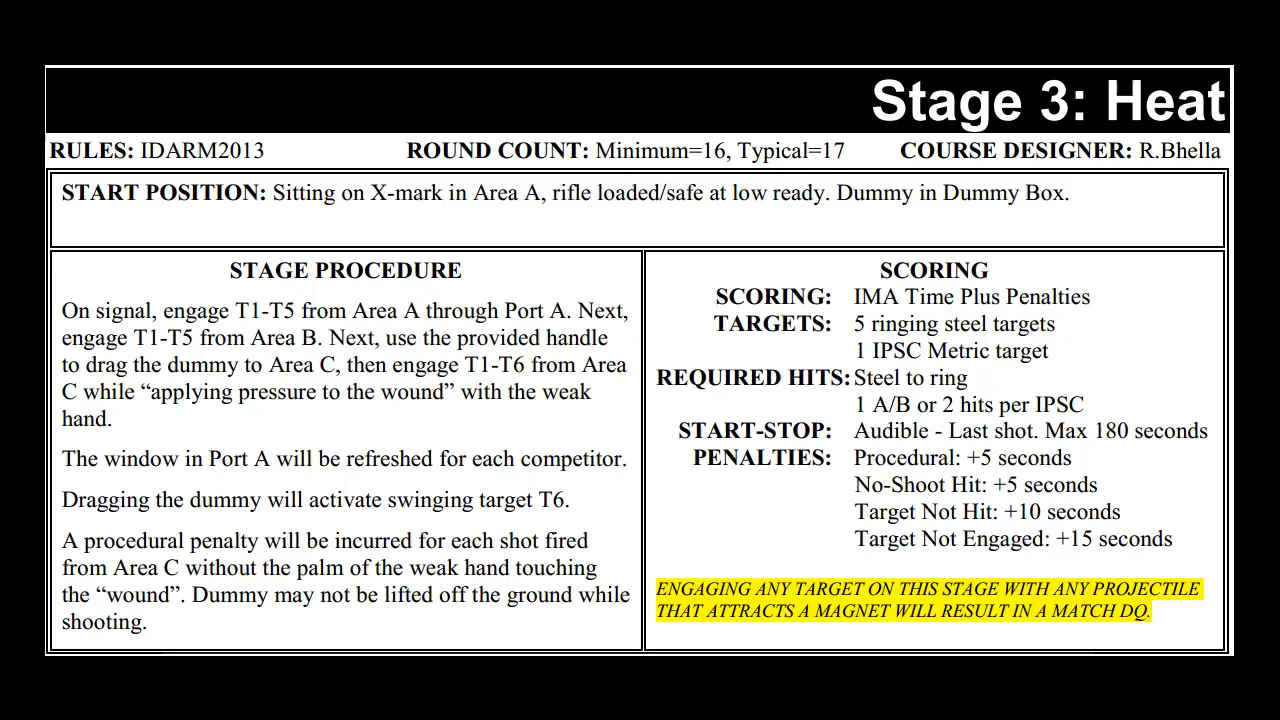 Stage 3: Heat
RULES: IDARM2013 ROUND COUNT: Minimum=16, Typical=17 COURSE DESIGNER: R.Bhella
START POSITION: Sitting on X-mark in Area A, rifle loaded/safe at low ready. Dummy in Dummy Box.
STAGE PROCEDURE
On signal, engage T1-T5 from Area A through Port A. Next,
engage T1-T5 from Area B. Next, use the provided handle
to drag the dummy to Area C, then engage T1-T6 from Area
C while “applying pressure to the wound” with the weak
hand.
The window in Port A will be refreshed for each competitor.
Dragging the dummy will activate swinging target T6.
A procedural penalty will be incurred for each shot fired
from Area C without the palm of the weak hand touching
the “wound”. Dummy may not be lifted off the ground while
shooting.
SCORING
SCORING: IMA Time Plus Penalties
TARGETS: 5 ringing steel targets
1 IPSC Metric target
REQUIRED HITS: Steel to ring
1 A/B or 2 hits per IPSC
START-STOP: Audible - Last shot. Max 180 seconds
PENALTIES: Procedural: +5 seconds
No-Shoot Hit: +5 seconds
Target Not Hit: +10 seconds
Target Not Engaged: +15 seconds
ENGAGING ANY TARGET ON THIS STAGE WITH ANY PROJECTILE
THAT ATTRACTS A MAGNET WILL RESULT IN A MATCH DQ.